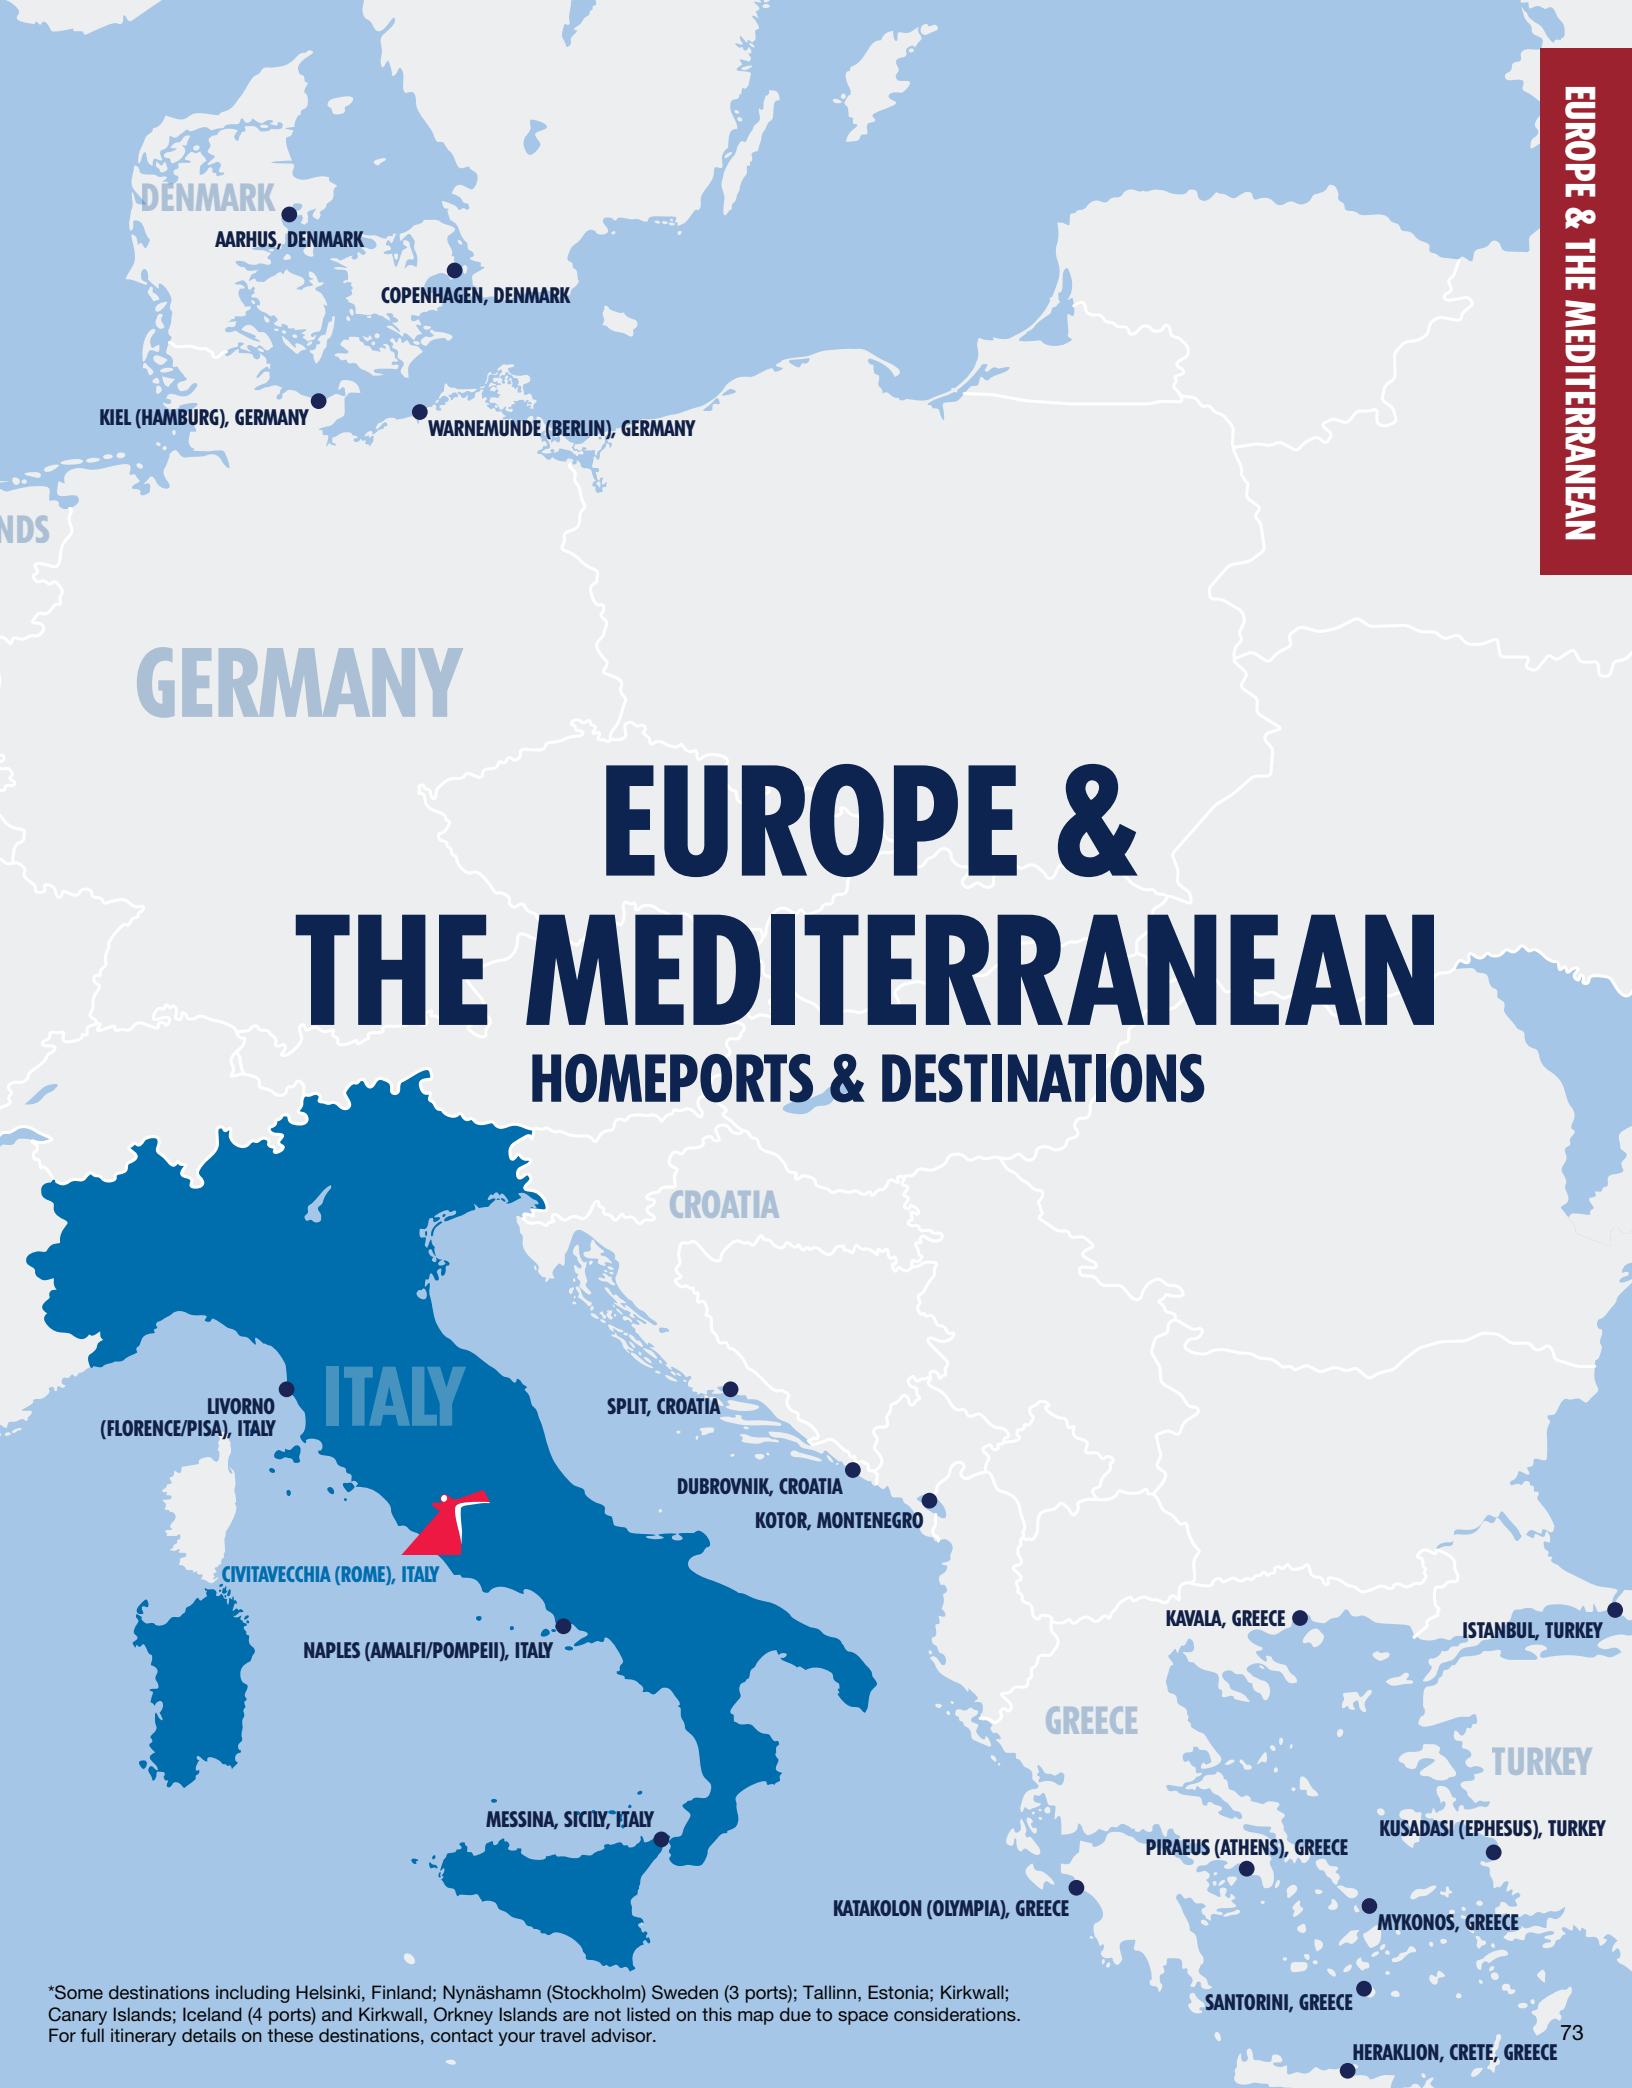 EUROPE & THE MEDITERRANEAN
DENMARK
AARHUS, DENMARK
COPENHAGEN, DENMARK
KIEL (HAMBURG), GERMANY
WARNEMUNDE (BERLIN), GERMANY
NDS
GERMANY
EUROPE &
THE MEDITERRANEAN
HOMEPORTS & DESTINATIONS
CROATIA
ITALY
LIVORNO
(FLORENCE/PISA), ITALY
SPLIT, CROATIA
DUBROVNIK, CROATIA
KOTOR, MONTENEGRO
CIVITAVECCHIA (ROME), ITALY
NAPLES (AMALFI/POMPEII), ITALY
KAVALA, GREECE
ISTANBUL, TURKEY
GREECE
TURKEY
MESSINA, SICILY, ITALY
KUSADASI (EPHESUS), TURKEY
PIRAEUS (ATHENS), GREECE
KATAKOLON (OLYMPIA), GREECE
MYKONOS, GREECE
SANTORINI, GREECE
HERAKLION, CRETE, GREECE
*Some destinations including Helsinki, Finland; Nynäshamn (Stockholm) Sweden (3 ports); Tallinn, Estonia; Kirkwall;
Canary Islands; Iceland (4 ports) and Kirkwall, Orkney Islands are not listed on this map due to space considerations.
For full itinerary details on these destinations, contact your travel advisor.
73